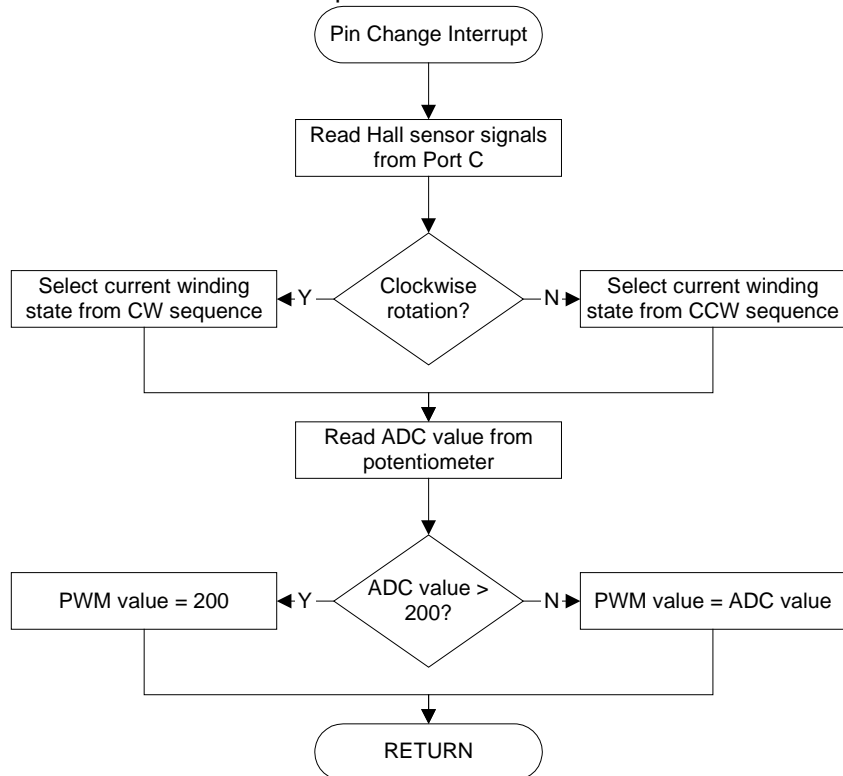 Pin Change Interrupt
Read Hall sensor signals
from Port C
Clockwise
rotation?
Y
N
Select current winding
state from CW sequence
Select current winding
state from CCW sequence
Read ADC value from
potentiometer
ADC value >
200?
Y
N
PWM value = 200
PWM value = ADC value
RETURN